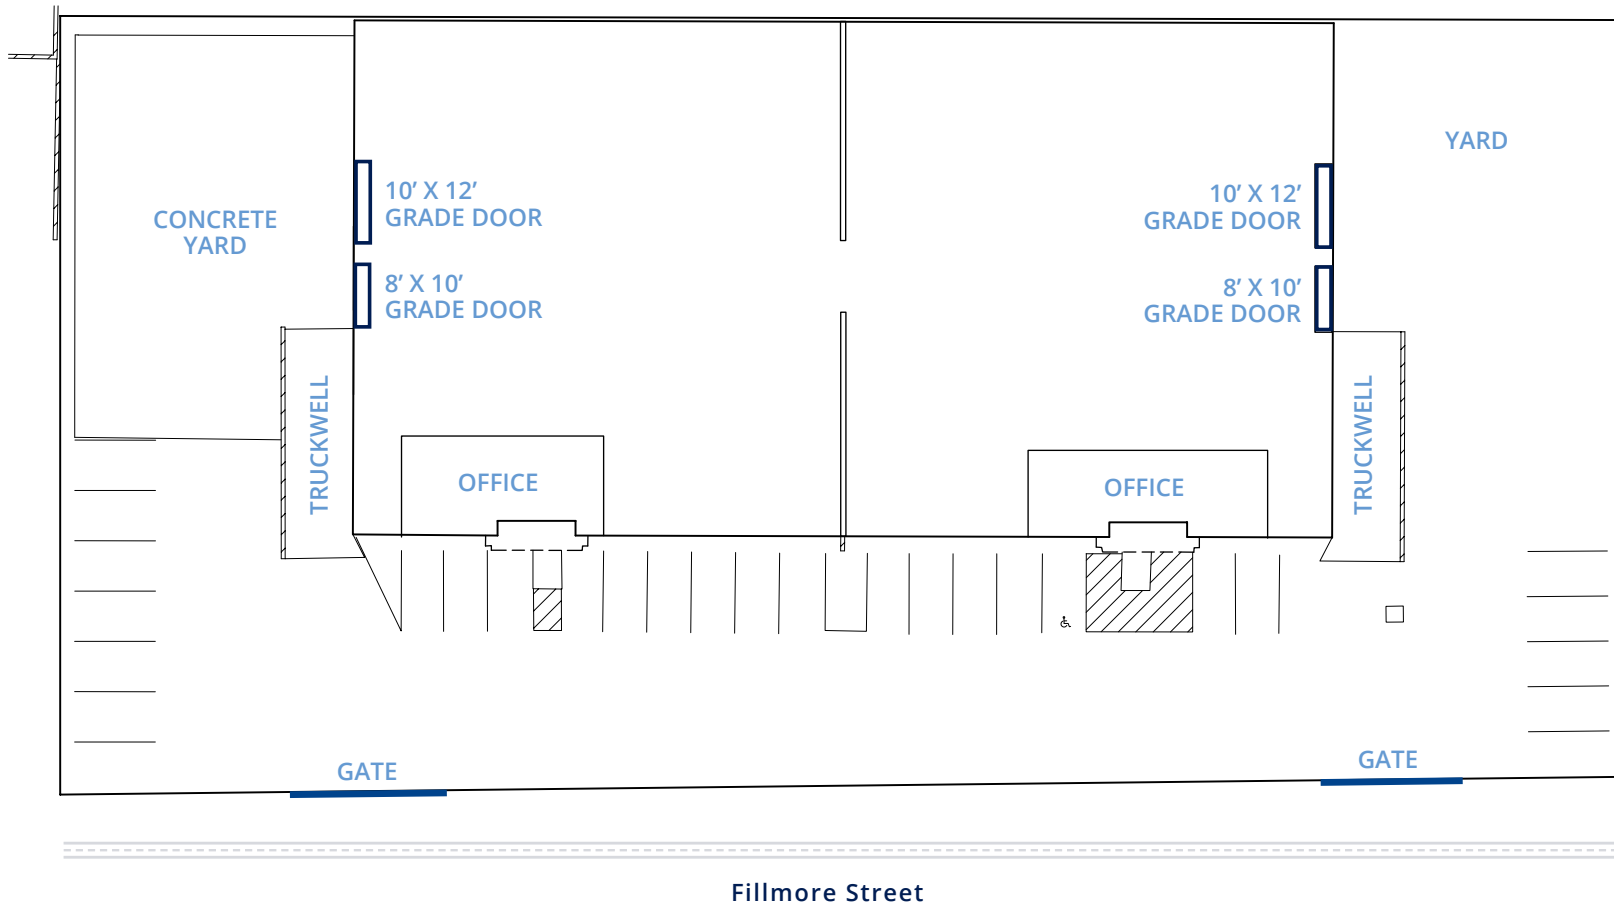 YARD
10’ X 12’
GRADE DOOR
10’ X 12’
GRADE DOOR
CONCRETE
YARD
8’ X 10’
GRADE DOOR
8’ X 10’
GRADE DOOR
TRUCKWELL
TRUCKWELL
OFFICE
OFFICE
GATE
GATE
Fillmore Street